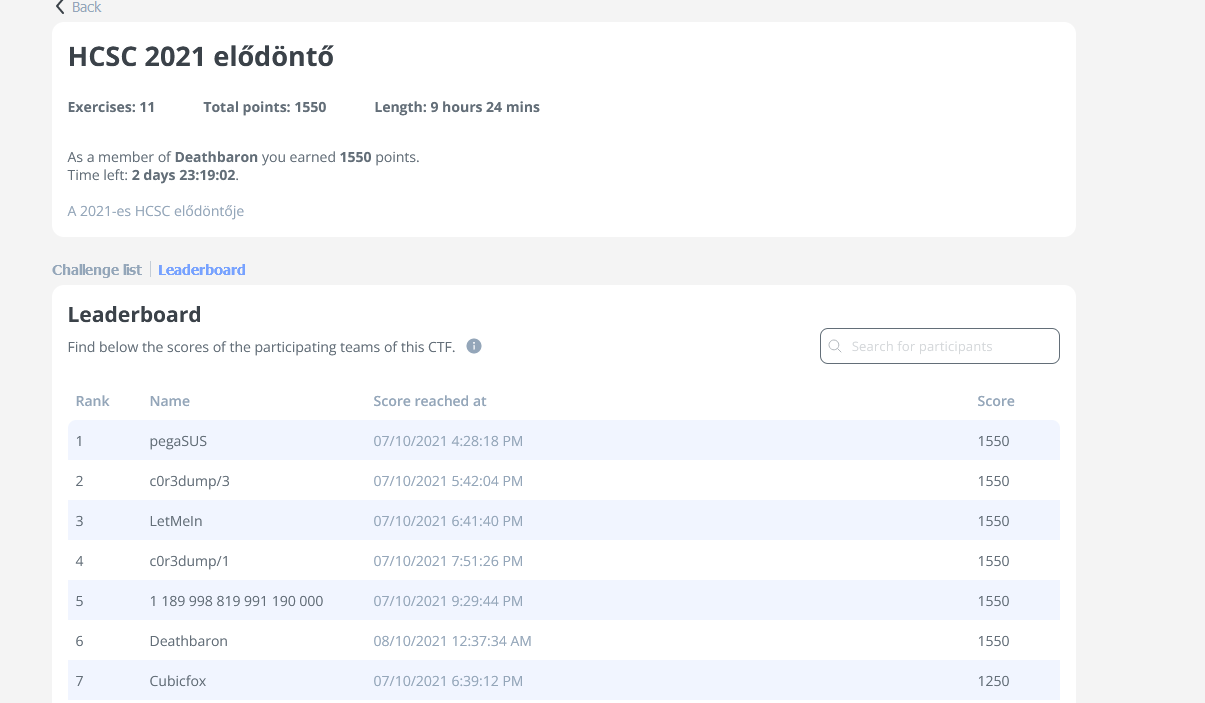 Back
HCSC 2021 elődöntő
Exercises: 11 Total points: 1550 Length: 9 hours 24 mins
As a member of Deathbaron you earned 1550 points.
Time left: 2 days 23:19:02.
A 2021-es HCSC elődöntője
Challenge list Leaderboard
Leaderboard
Find below the scores of the participating teams of this CTF.
Search for participants
Rank Name Score reached at Score
1 pegaSUS 07/10/2021 4:28:18 PM 1550
2 c0r3dump/3 07/10/2021 5:42:04 PM 1550
3 LetMeIn 07/10/2021 6:41:40 PM 1550
4 c0r3dump/1 07/10/2021 7:51:26 PM 1550
5 1 189 998 819 991 190 000 07/10/2021 9:29:44 PM 1550
6 Deathbaron 08/10/2021 12:37:34 AM 1550
7 Cubicfox 07/10/2021 6:39:12 PM 1250